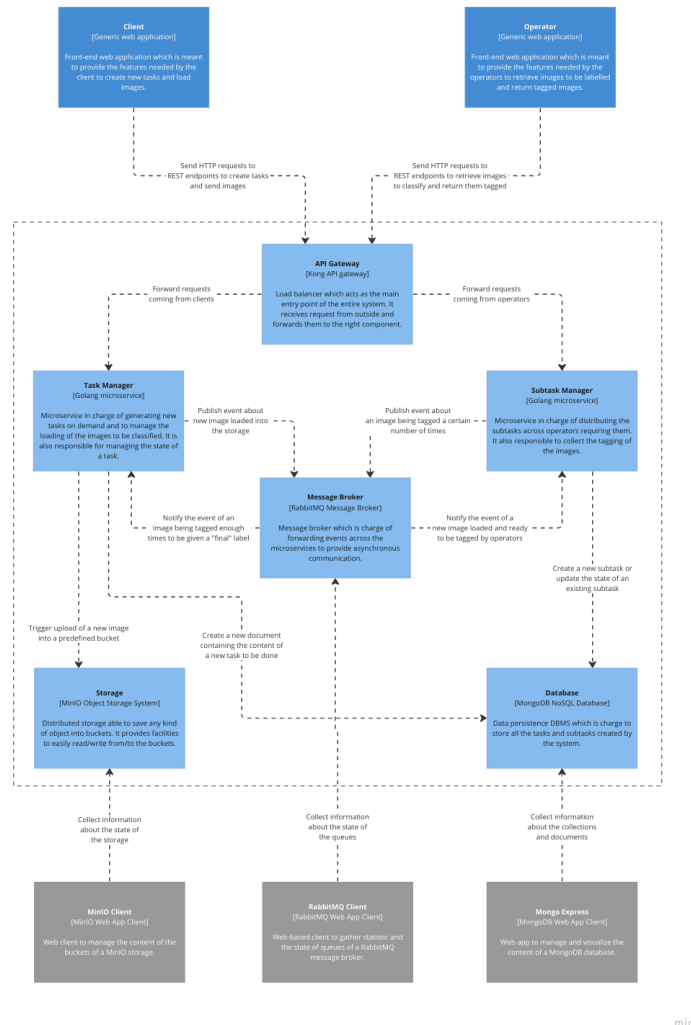 Client
[Generic web application]
Front-end web application which is meant
to provide the features needed by the
client to create new tasks and load
images.
Operator
[Generic web application]
Front-end web application which is meant
to provide the features needed by the
operators to retrieve images to be labelled
and return tagged images.
Send HTTP requests to
REST endpoints to create tasks
and send images
Send HTTP requests to
REST endpoints to retrieve images
to classify and return them tagged
API Gateway
[Kong API gateway]
Load balancer which acts as the main
entry point of the entire system. It
receives request from outside and
forwards them to the right component.
Forward requests
coming from clients
Forward requests
coming from operators
Task Manager
[Golang microservice]
Microservice in charge of generating new
tasks on demand and to manage the
loading of the images to be classified. It is
also responsible for managing the state of
a task.
Publish event about
new image loaded into
the storage
Publish event about
an image being tagged a certain
number of times
Subtask Manager
[Golang microservice]
Microservice in charge of distributing the
subtasks across operators requiring them.
It also responsible to collect the tagging of
the images.
Message Broker
[RabbitMQ Message Broker]
Message broker which is charge of
forwarding events across the
microservices to provide asynchronous
communication.
Notify the event of an
image being tagged enough
times to be given a "final" label
Notify the event of a
new image loaded and ready
to be tagged by operators
Create a new subtask or
update the state of an
existing subtask
Trigger upload of a new image
into a predefined bucket
Create a new document
containing the content of
a new task to be done
Storage
[MinIO Object Storage System]
Distributed storage able to save any kind
of object into buckets. It provides facilities
to easily read/write from/to the buckets.
Database
[MongoDB NoSQL Database]
Data persistence DBMS which is charge to
store all the tasks and subtasks created by
the system.
Collect information
about the state of
the storage
Collect information
about the state of the
queues
Collect information
about the collections
and documents
MinIO Client
[MinIO Web App Client]
Web client to manage the content of the
buckets of a MinIO storage.
RabbitMQ Client
[RabbitMQ Web App Client]
Web-based client to gather statistic and
the state of queues of a RabbitMQ
message broker.
Mongo Express
[MongoDB Web App Client]
Web app to manage and visualize the
content of a MongoDB database.